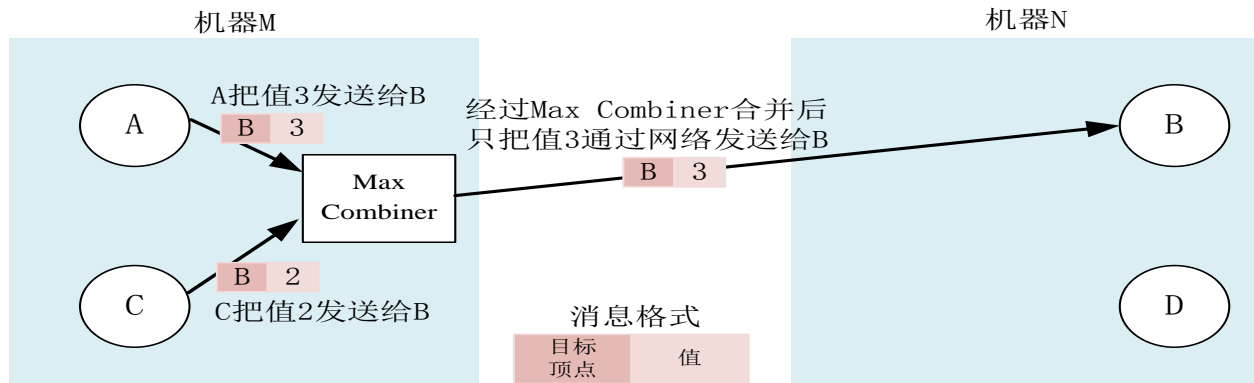 机器M
机器N
A把值3发送给B
B 3
A
经过Max Combiner合并后
只把值3通过网络发送给B
B 3
B
Max
Combiner
B 2
C把值2发送给B
C
D
消息格式
目标
顶点
值